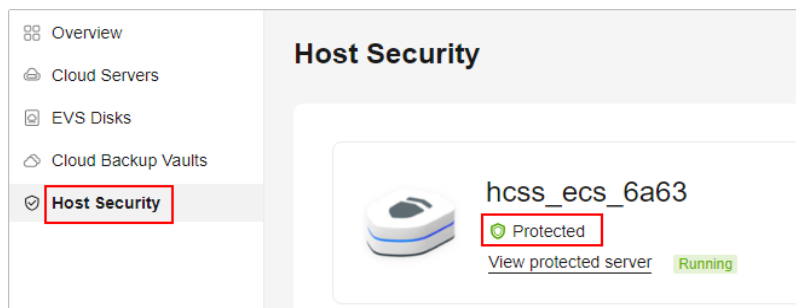 Overview
Cloud Servers
EVS Disks
Cloud Backup Vaults
Host Security
Host Security
hcss_ecs_6a63
Protected
View protected server Running